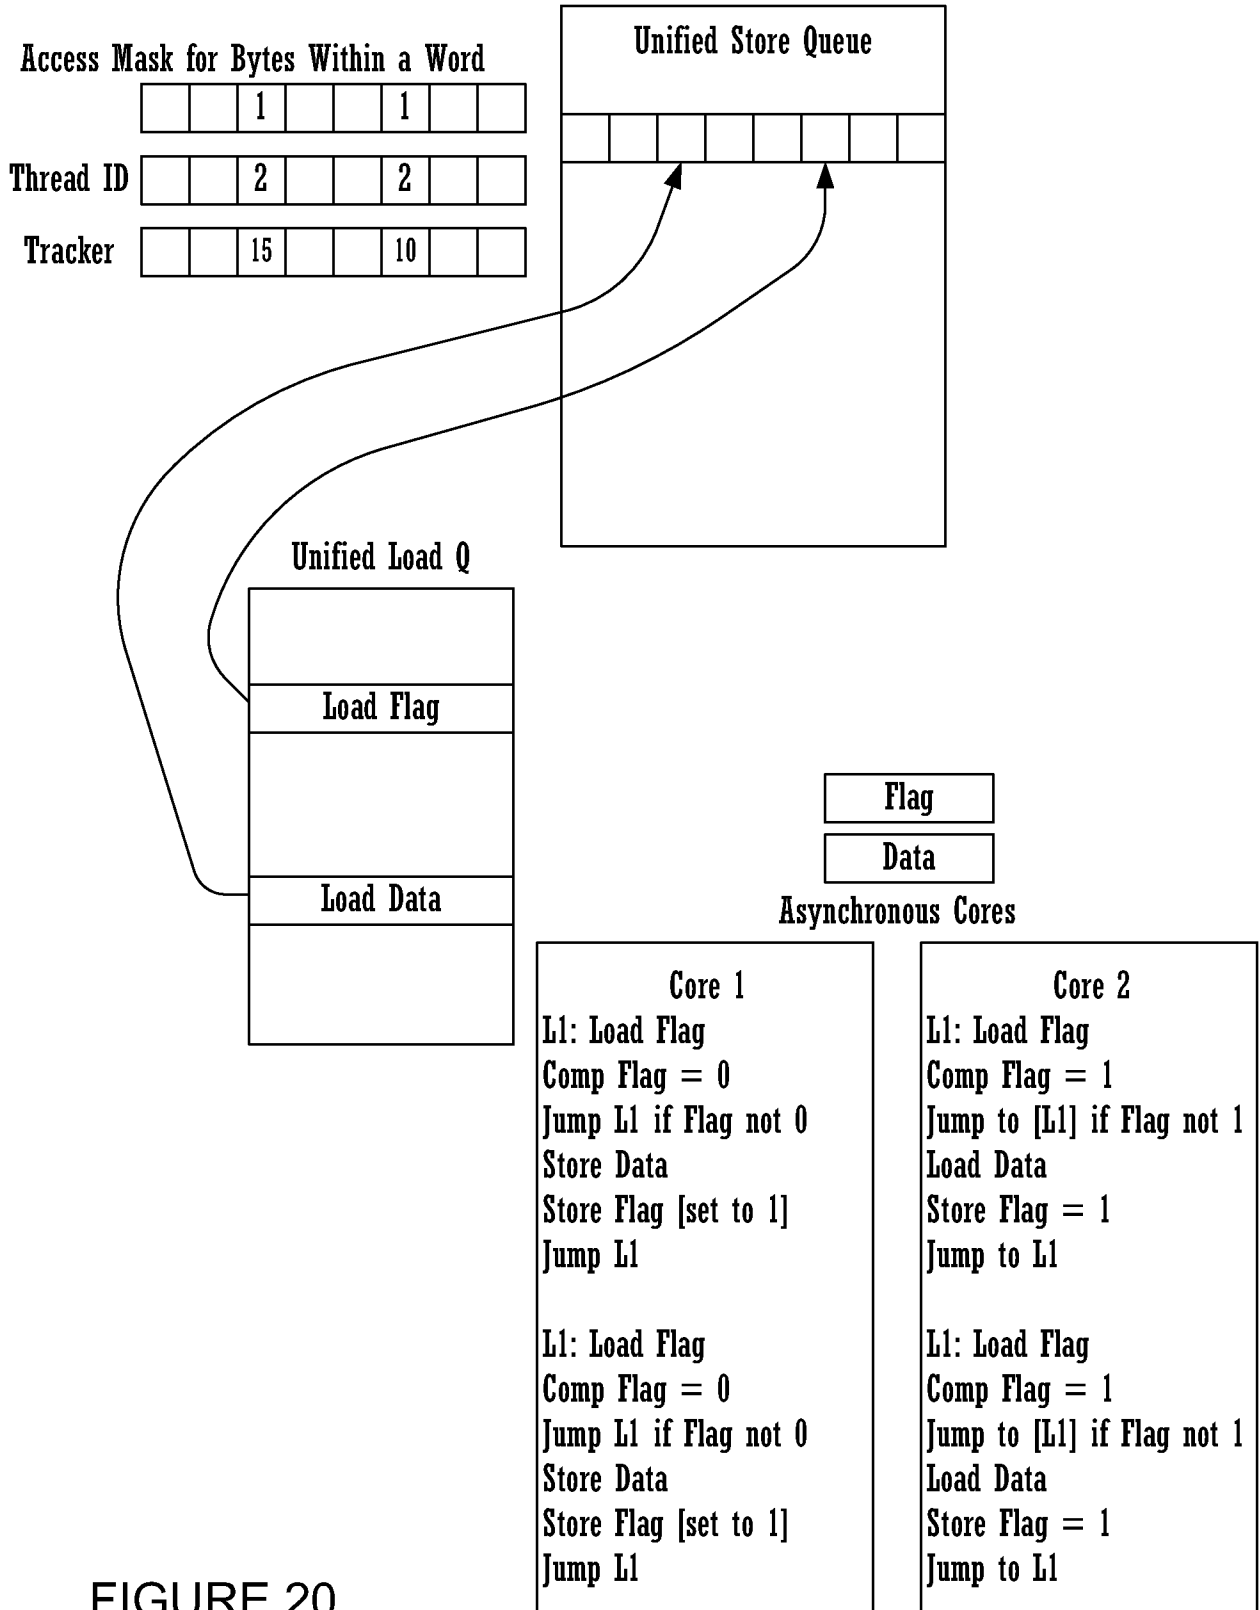 Unified Store Queue
Access Mask for Bytes Within a Word
1 1
Thread ID 2 2
Tracker 15 10
Unified Load Q
Load Flag
Load Data
Flag
Data
Asynchronous Cores
Core 1
L1: Load Flag
Comp Flag = 0
Jump L1 if Flag not 0
Store Data
Store Flag [set to 1]
Jump L1
L1: Load Flag
Comp Flag = 0
Jump L1 if Flag not 0
Store Data
Store Flag [set to 1]
Jump L1
Core 2
L1: Load Flag
Comp Flag = 1
Jump to [L1] if Flag not 1
Load Data
Store Flag = 1
Jump to L1
L1: Load Flag
Comp Flag = 1
Jump to [L1] if Flag not 1
Load Data
Store Flag = 1
Jump to L1
FIGURE 20